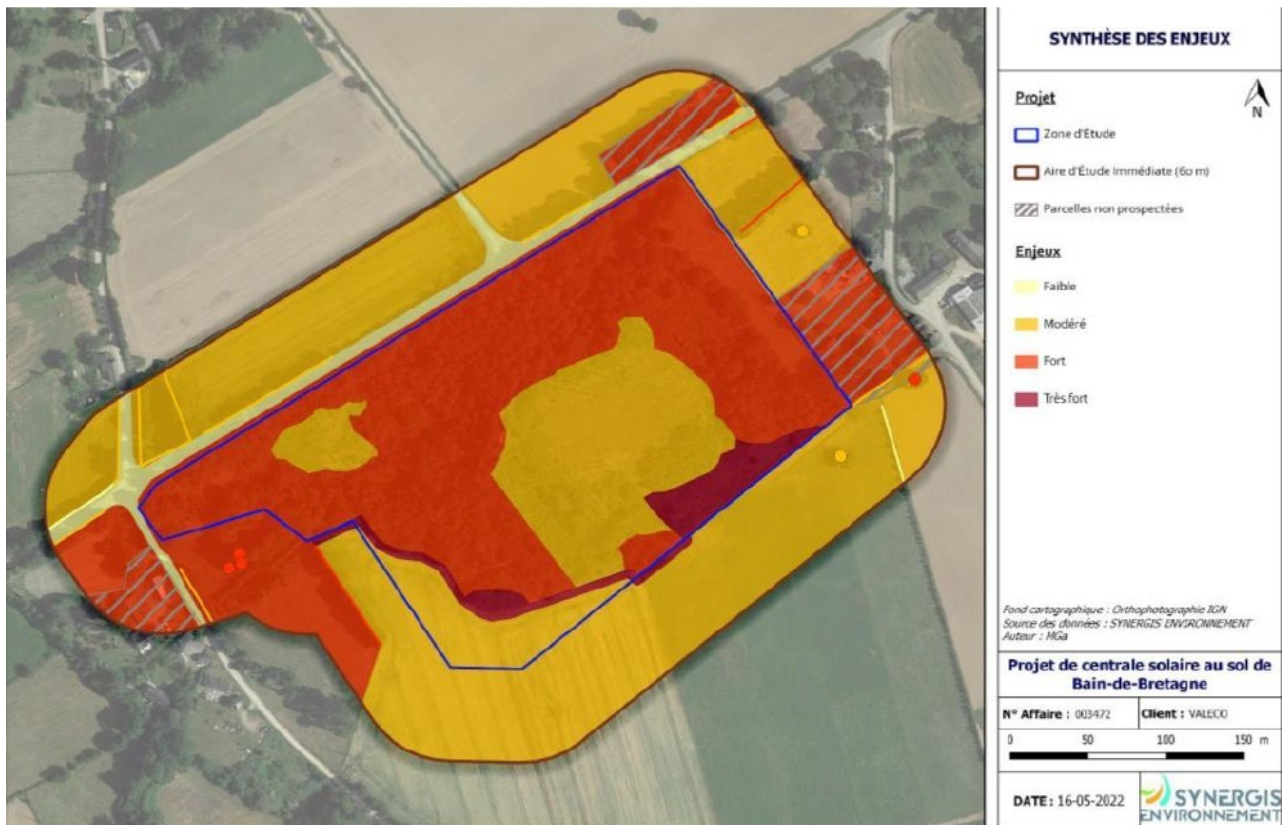 SYNTHÈSE DES ENJEUX
Projet
N
Zone d'Étude
Aire d'Étude Immédiate (60 m)
Parcelles non prospectées
Enjeux
Faible
Modéré
Fort
Très fort
Fond cartographique : Orthophotographie IGN
Source des données : SYNERGIS ENVIRONNEMENT
Auteur : MGa
Projet de centrale solaire au sol de
Bain-de-Bretagne
N° Affaire : 003472
Client : VALECO
0 50 100 150 m
DATE : 16-05-2022
SYNERGIS
ENVIRONNEMENT